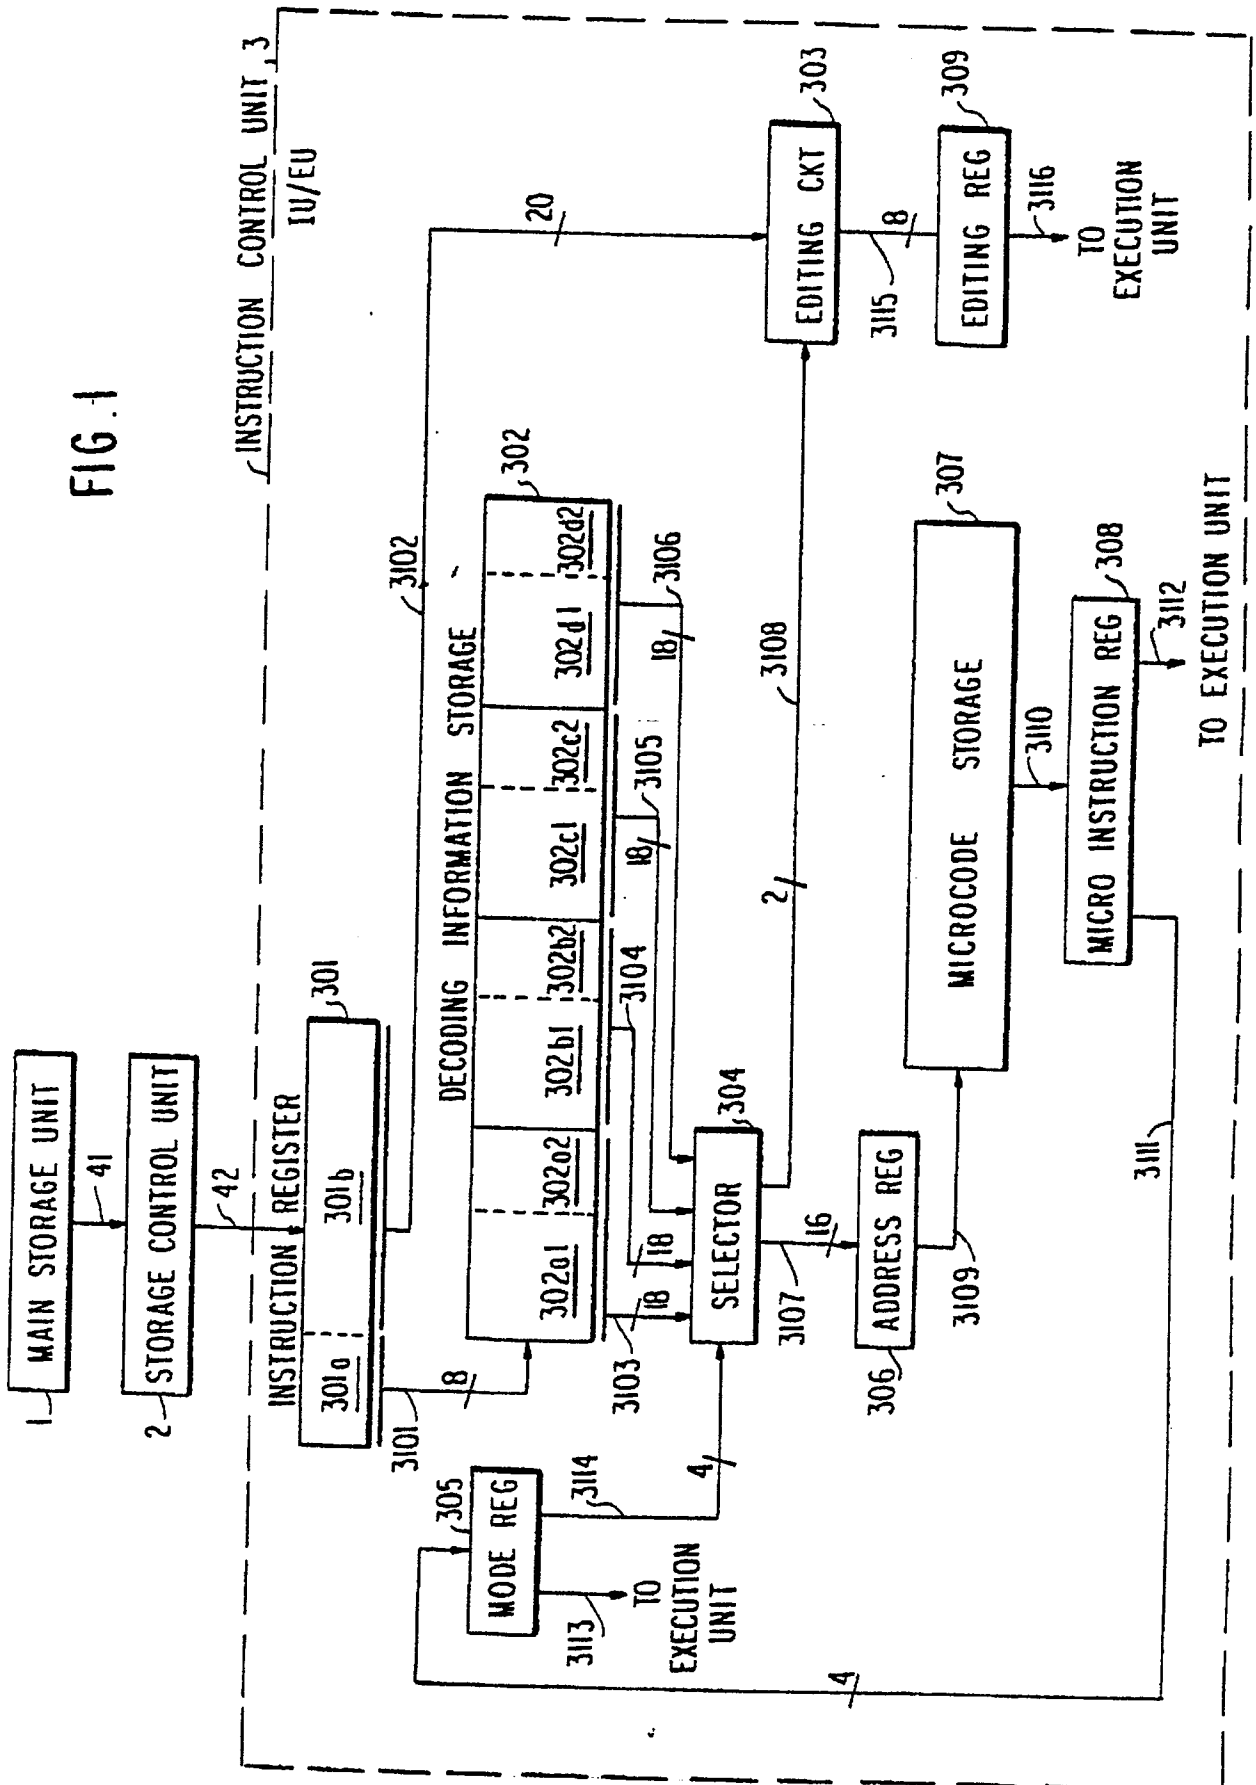 FIG.1
1
MAIN STORAGE UNIT
41
2
STORAGE CONTROL UNIT
42
INSTRUCTION CONTROL UNIT, 3
IU/EU
INSTRUCTION REGISTER
301
301a
301b
3101
8
3102
20
305
MODE REG
3113
TO
EXECUTION
UNIT
3114
4
DECODING INFORMATION STORAGE
302
302a1
302a2
302b1
302b2
302c1
302c2
302d1
302d2
3103
18
18
3104
18
3105
18
3106
304
SELECTOR
3107
16
2
3108
303
EDITING CKT
3115
8
309
EDITING REG
3116
TO
EXECUTION
UNIT
306
ADDRESS REG
3109
307
MICROCODE STORAGE
3110
308
MICRO INSTRUCTION REG
3112
TO EXECUTION UNIT
3111
4